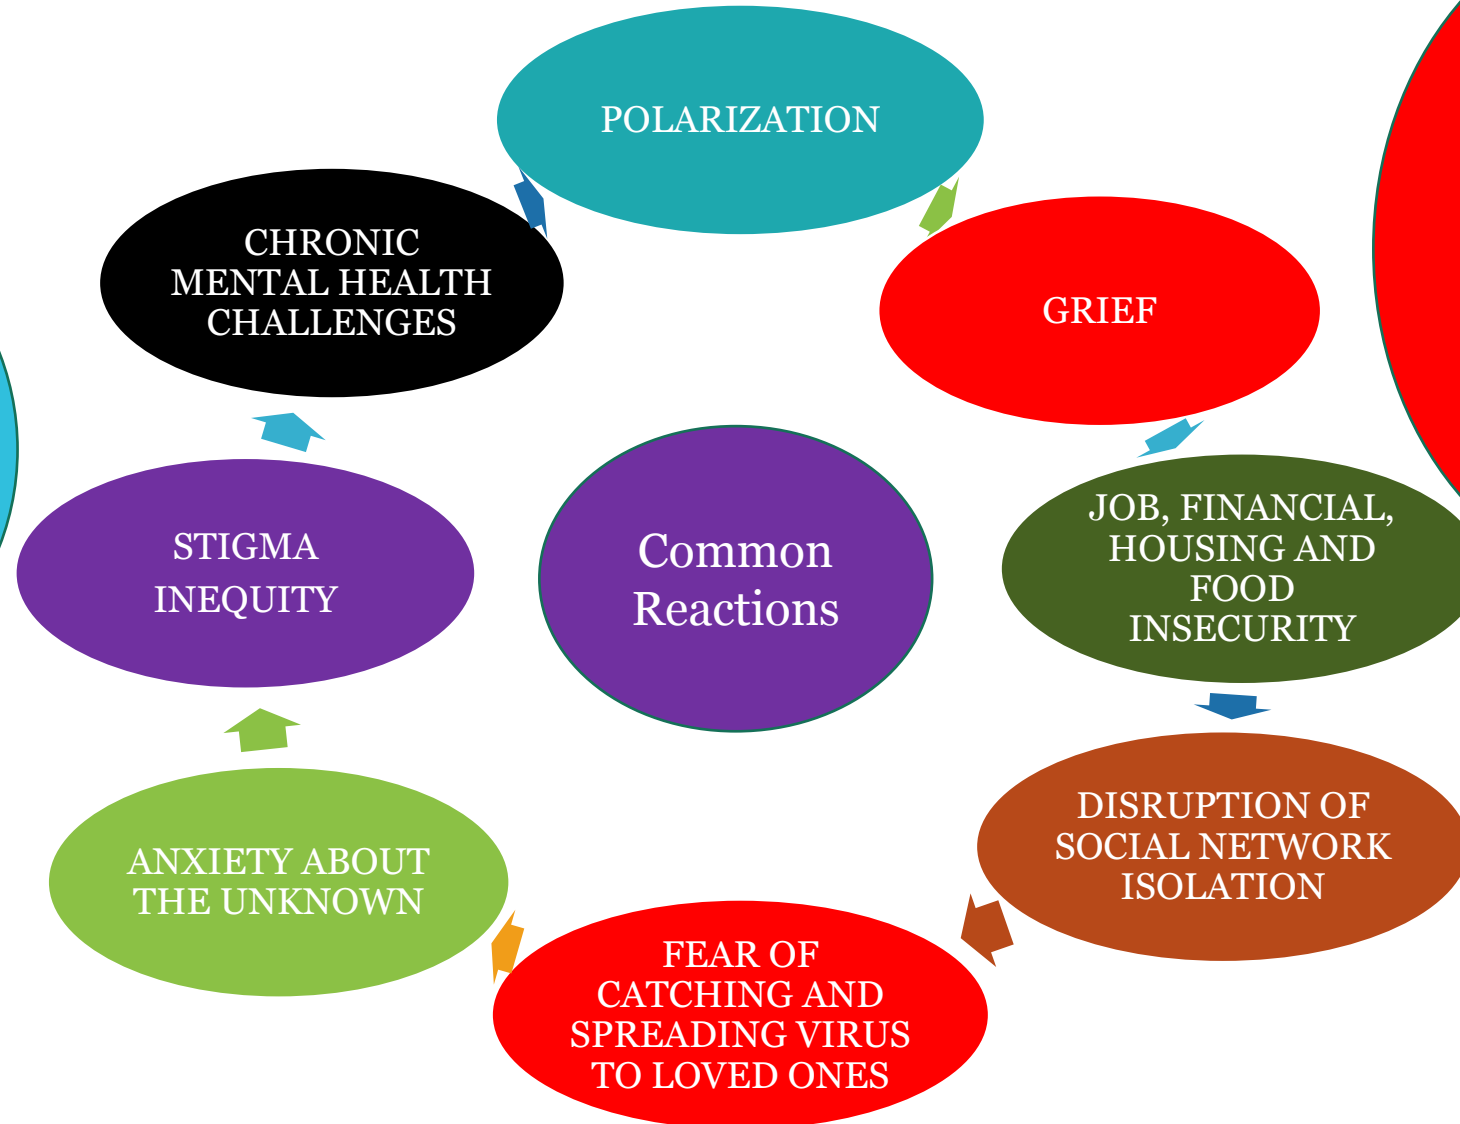 POLARIZATION
GRIEF
JOB, FINANCIAL,
HOUSING AND
FOOD
INSECURITY
DISRUPTION OF
SOCIAL NETWORK
ISOLATION
FEAR OF
CATCHING AND
SPREADING VIRUS
TO LOVED ONES
ANXIETY ABOUT
THE UNKNOWN
STIGMA
INEQUITY
CHRONIC
MENTAL HEALTH
CHALLENGES
Common
Reactions